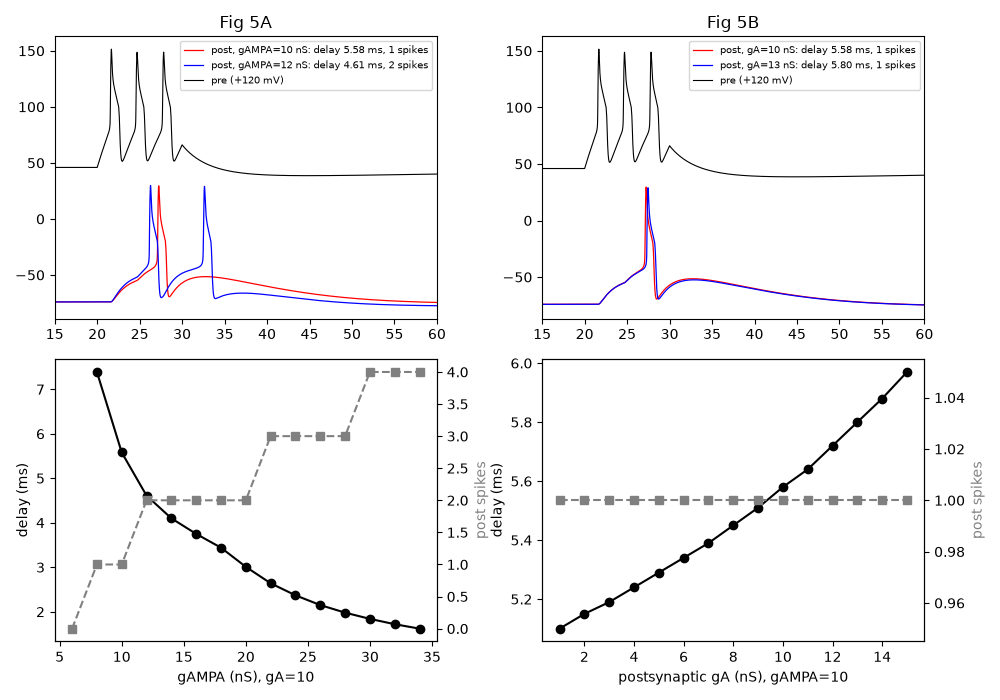 Fig 5A
150
100
50
0
−50
15 20 25 30 35 40 45 50 55 60
post, gAMPA=10 nS: delay 5.58 ms, 1 spikes
post, gAMPA=12 nS: delay 4.61 ms, 2 spikes
pre (+120 mV)
Fig 5B
150
100
50
0
−50
15 20 25 30 35 40 45 50 55 60
post, gA=10 nS: delay 5.58 ms, 1 spikes
post, gA=13 nS: delay 5.80 ms, 1 spikes
pre (+120 mV)
delay (ms)
7
6
5
4
3
2
5 10 15 20 25 30 35
gAMPA (nS), gA=10
4.0
3.5
3.0
2.5
2.0
1.5
1.0
0.5
0.0
post spikes
delay (ms)
6.0
5.8
5.6
5.4
5.2
2 4 6 8 10 12 14
postsynaptic gA (nS), gAMPA=10
1.04
1.02
1.00
0.98
0.96
post spikes